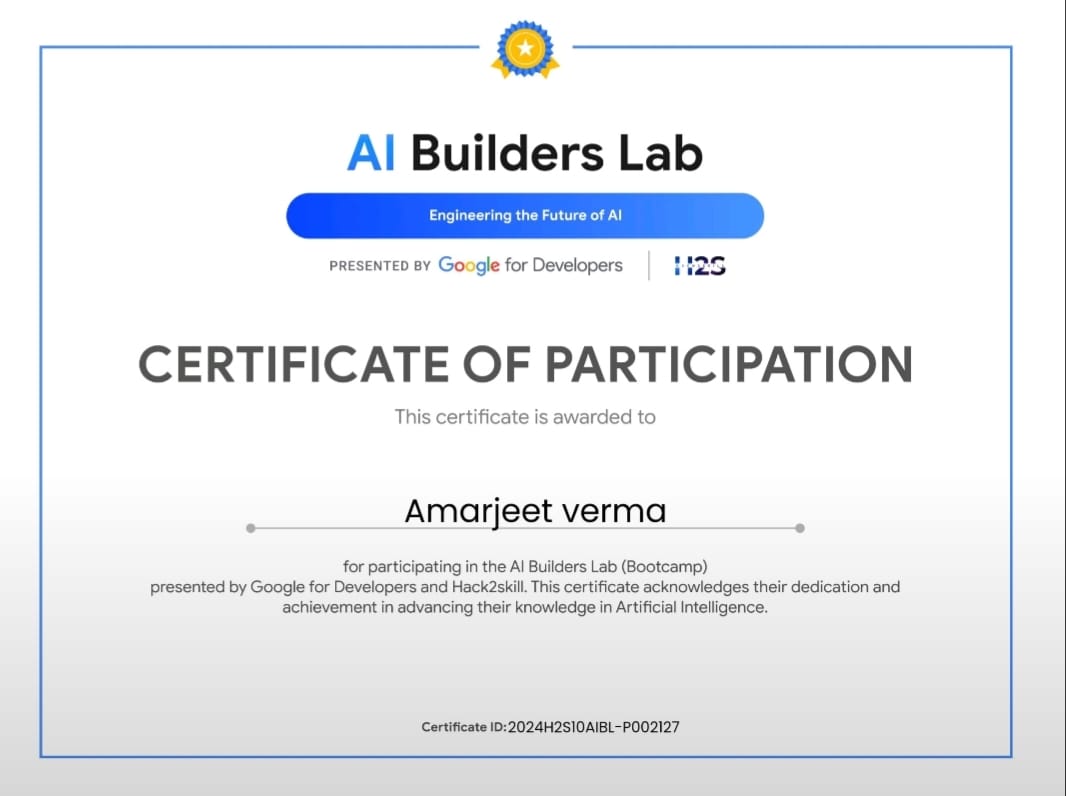 AI Builders Lab
Engineering the Future of AI
PRESENTED BY Google for Developers | H2S
CERTIFICATE OF PARTICIPATION
This certificate is awarded to
Amarjeet verma
for participating in the AI Builders Lab (Bootcamp)
presented by Google for Developers and Hack2skill. This certificate acknowledges their dedication and
achievement in advancing their knowledge in Artificial Intelligence.
Certificate ID:2024H2S10AIBL-P002127